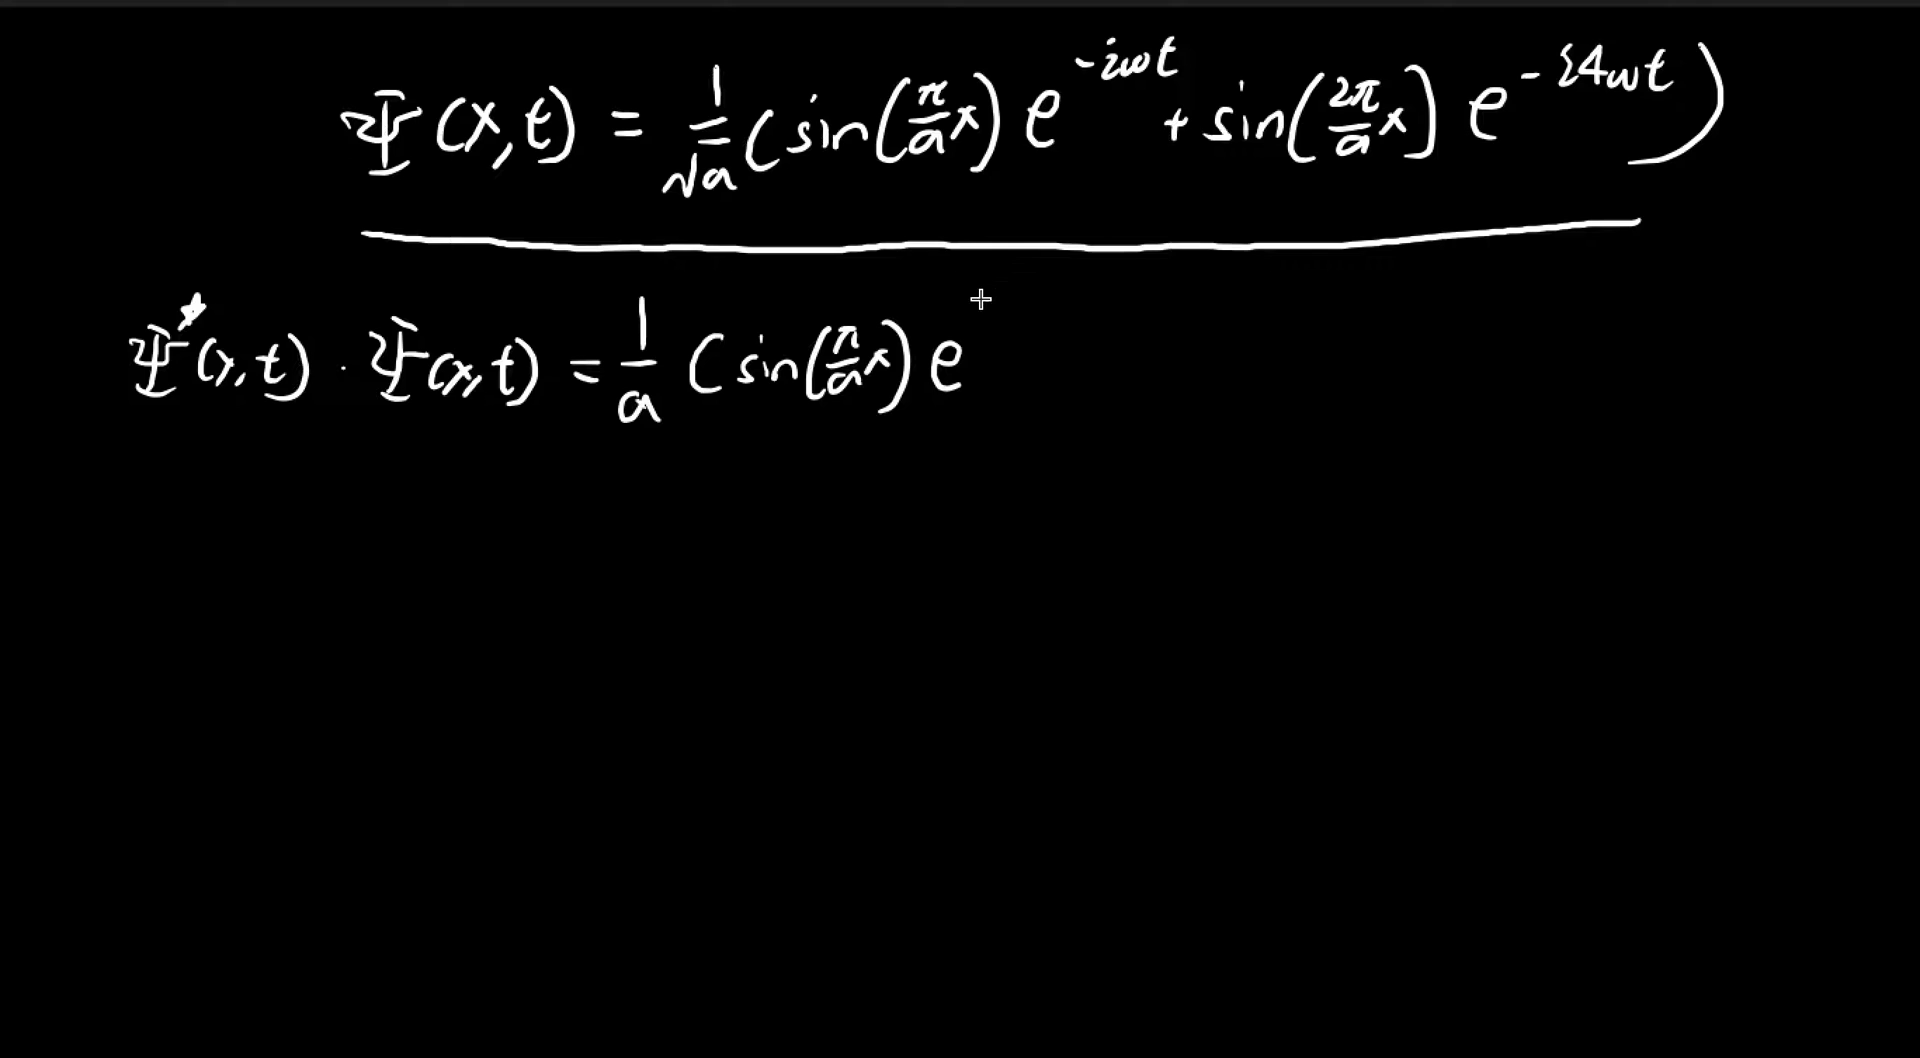 Ψ(x,t) = 1/√a (sin(π/a x) e^-iωt + sin(2π/a x) e^-i4ωt)
Ψ*(x,t) · Ψ(x,t) = 1/a (sin(π/a x) e